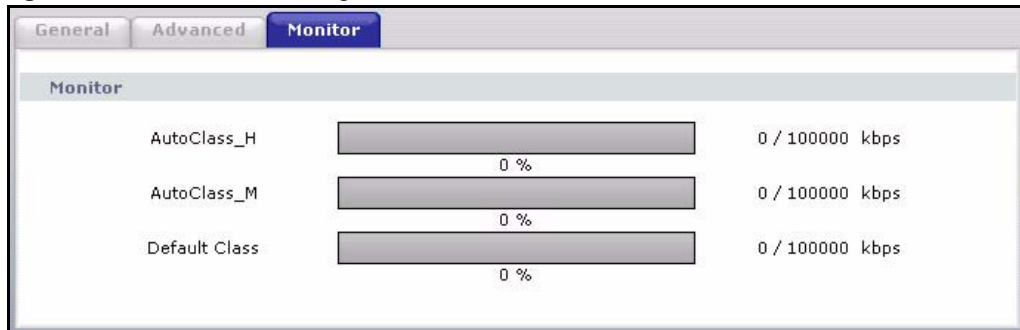 General Advanced Monitor
Monitor
AutoClass_H 0 / 100000 kbps
0 %
AutoClass_M 0 / 100000 kbps
0 %
Default Class 0 / 100000 kbps
0 %